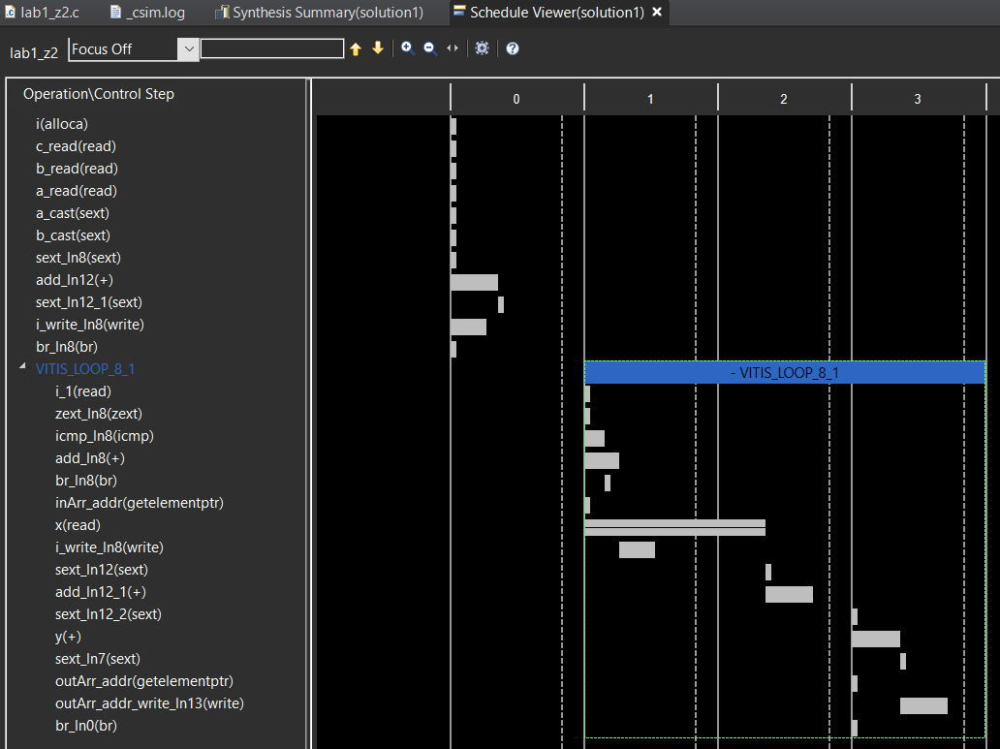 lab1_z2.c _csim.log Synthesis Summary(solution1) Schedule Viewer(solution1)
lab1_z2 Focus Off
Operation\Control Step 0 1 2 3
i(alloca)
c_read(read)
b_read(read)
a_read(read)
a_cast(sext)
b_cast(sext)
sext_ln8(sext)
add_ln12(+)
sext_ln12_1(sext)
i_write_ln8(write)
br_ln8(br)
VITIS_LOOP_8_1 - VITIS_LOOP_8_1
i_1(read)
zext_ln8(zext)
icmp_ln8(icmp)
add_ln8(+)
br_ln8(br)
inArr_addr(getelementptr)
x(read)
i_write_ln8(write)
sext_ln12(sext)
add_ln12_1(+)
sext_ln12_2(sext)
y(+)
sext_ln7(sext)
outArr_addr(getelementptr)
outArr_addr_write_ln13(write)
br_ln0(br)